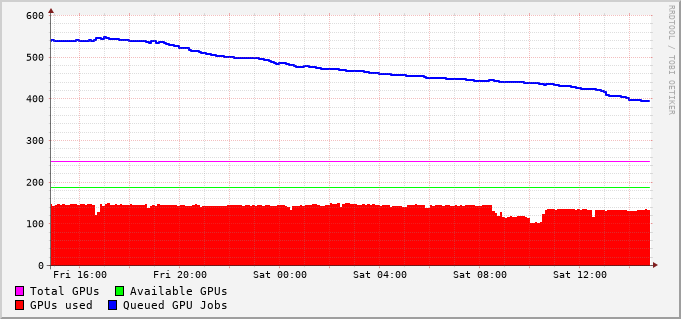 600
500
400
300
200
100
0
Fri 16:00 Fri 20:00 Sat 00:00 Sat 04:00 Sat 08:00 Sat 12:00
Total GPUs Available GPUs
GPUs used Queued GPU Jobs
RRDTOOL / TOBI OETIKER